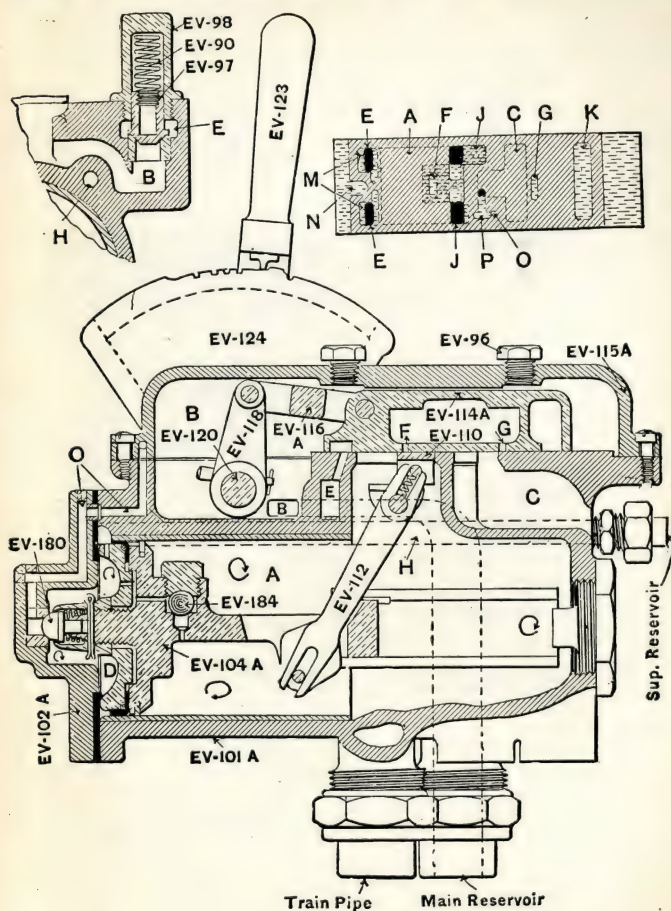 EV-98
EV-90
EV-97
E
B
H
EV-123
E A F J C G K
M
N
E J P O
EV-124
EV-96
EV-115A
B
EV-118
EV-120
EV-116
A
EV-114A
EV-110
F G
O
E
B
C
EV-180
C
A
H
EV-112
EV-184
EV-104 A
D
C
EV-102 A
EV-101 A
Sup. Reservoir
Train Pipe Main Reservoir